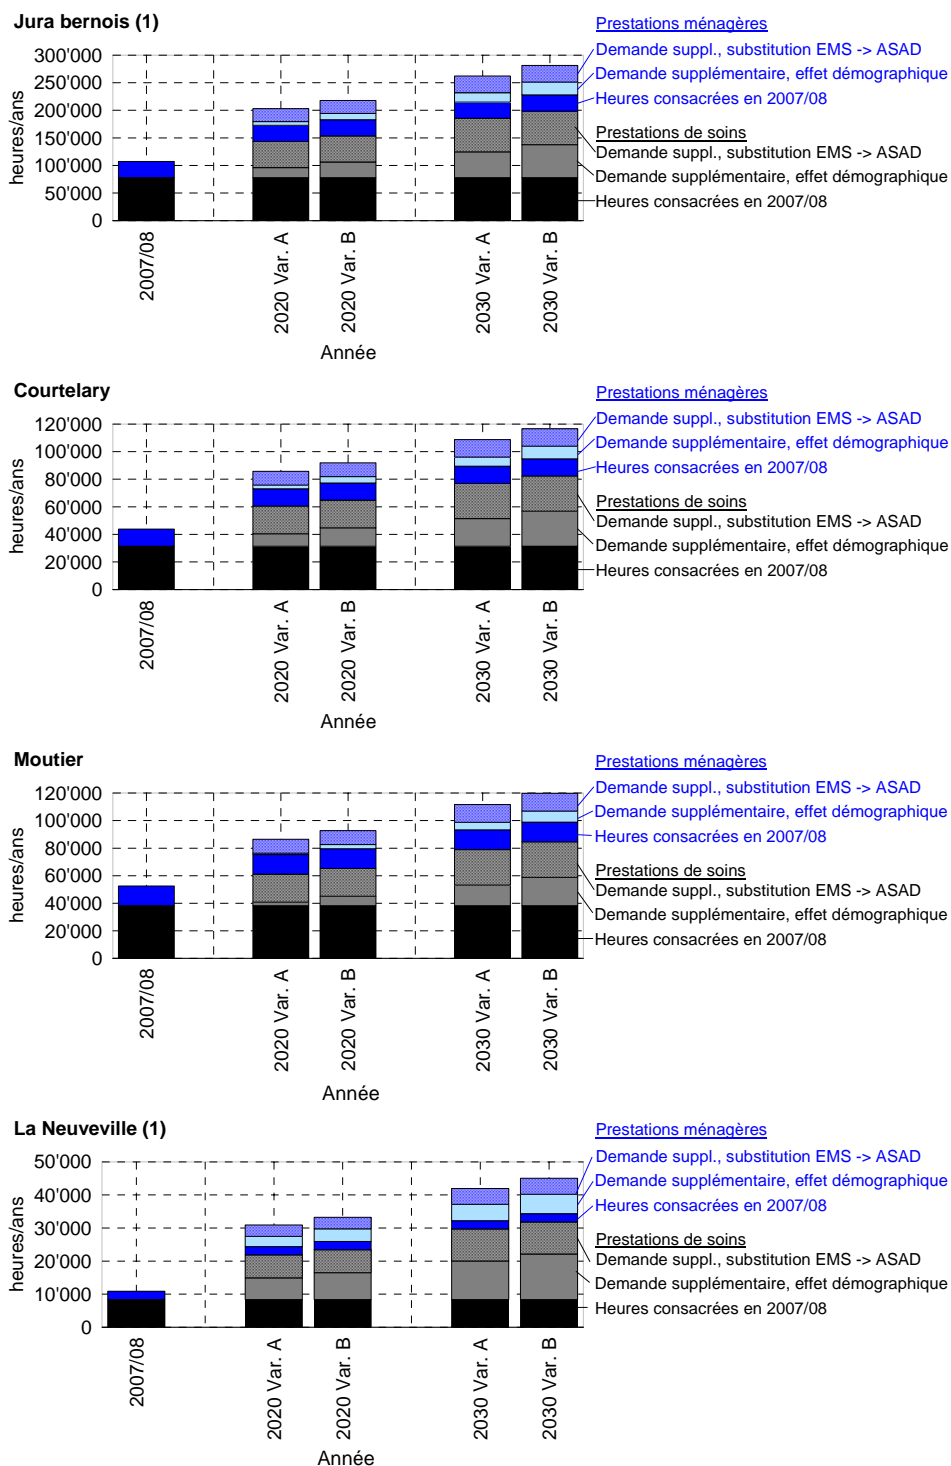 Jura bernois (1)
Prestations ménagères
Demande suppl., substitution EMS -> ASAD
Demande supplémentaire, effet démographique
Heures consacrées en 2007/08
Prestations de soins
Demande suppl., substitution EMS -> ASAD
Demande supplémentaire, effet démographique
Heures consacrées en 2007/08
heures/ans
300'000
250'000
200'000
150'000
100'000
50'000
0
2007/08
2020 Var. A
2020 Var. B
2030 Var. A
2030 Var. B
Année
Courtelary
Prestations ménagères
Demande suppl., substitution EMS -> ASAD
Demande supplémentaire, effet démographique
Heures consacrées en 2007/08
Prestations de soins
Demande suppl., substitution EMS -> ASAD
Demande supplémentaire, effet démographique
Heures consacrées en 2007/08
heures/ans
120'000
100'000
80'000
60'000
40'000
20'000
0
2007/08
2020 Var. A
2020 Var. B
2030 Var. A
2030 Var. B
Année
Moutier
Prestations ménagères
Demande suppl., substitution EMS -> ASAD
Demande supplémentaire, effet démographique
Heures consacrées en 2007/08
Prestations de soins
Demande suppl., substitution EMS -> ASAD
Demande supplémentaire, effet démographique
Heures consacrées en 2007/08
heures/ans
120'000
100'000
80'000
60'000
40'000
20'000
0
2007/08
2020 Var. A
2020 Var. B
2030 Var. A
2030 Var. B
Année
La Neuveville (1)
Prestations ménagères
Demande suppl., substitution EMS -> ASAD
Demande supplémentaire, effet démographique
Heures consacrées en 2007/08
Prestations de soins
Demande suppl., substitution EMS -> ASAD
Demande supplémentaire, effet démographique
Heures consacrées en 2007/08
heures/ans
50'000
40'000
30'000
20'000
10'000
0
2007/08
2020 Var. A
2020 Var. B
2030 Var. A
2030 Var. B
Année